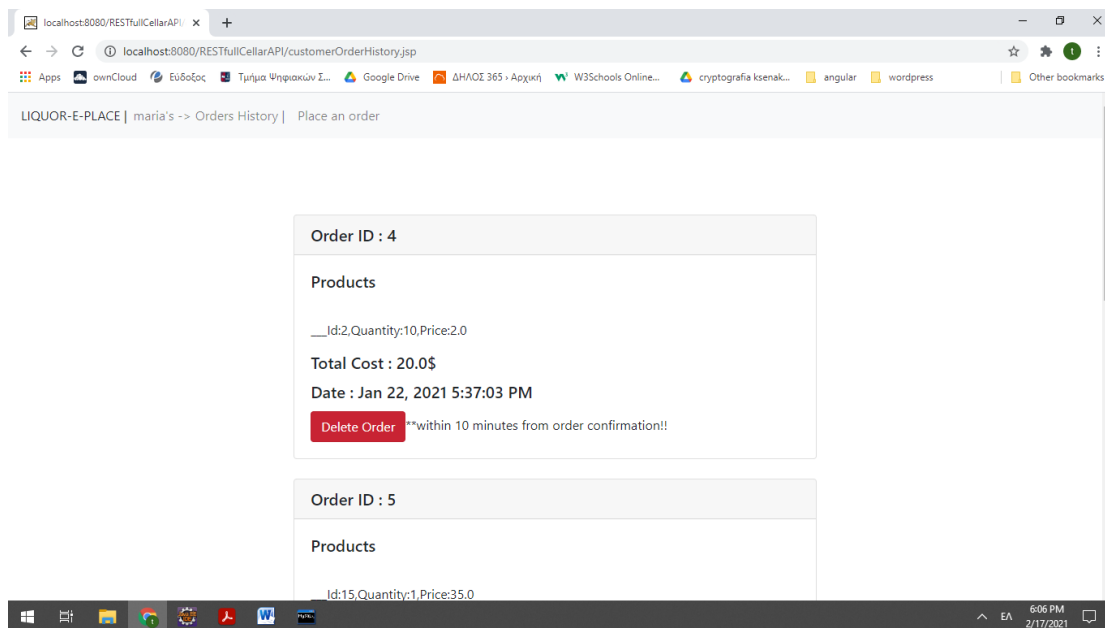 localhost:8080/RESTfullCellarAPI/
localhost:8080/RESTfullCellarAPI/customerOrderHistory.jsp
Apps ownCloud Εύδοξος Τμήμα Ψηφιακών Σ... Google Drive ΔΗΛΟΣ 365 › Αρχική W3Schools Online... cryptografia ksenak... angular wordpress Other bookmarks
LIQUOR-E-PLACE | maria's -> Orders History | Place an order
Order ID : 4
Products
__Id:2,Quantity:10,Price:2.0
Total Cost : 20.0$
Date : Jan 22, 2021 5:37:03 PM
Delete Order **within 10 minutes from order confirmation!!
Order ID : 5
Products
__Id:15,Quantity:1,Price:35.0
ΕΛ 6:06 PM
2/17/2021